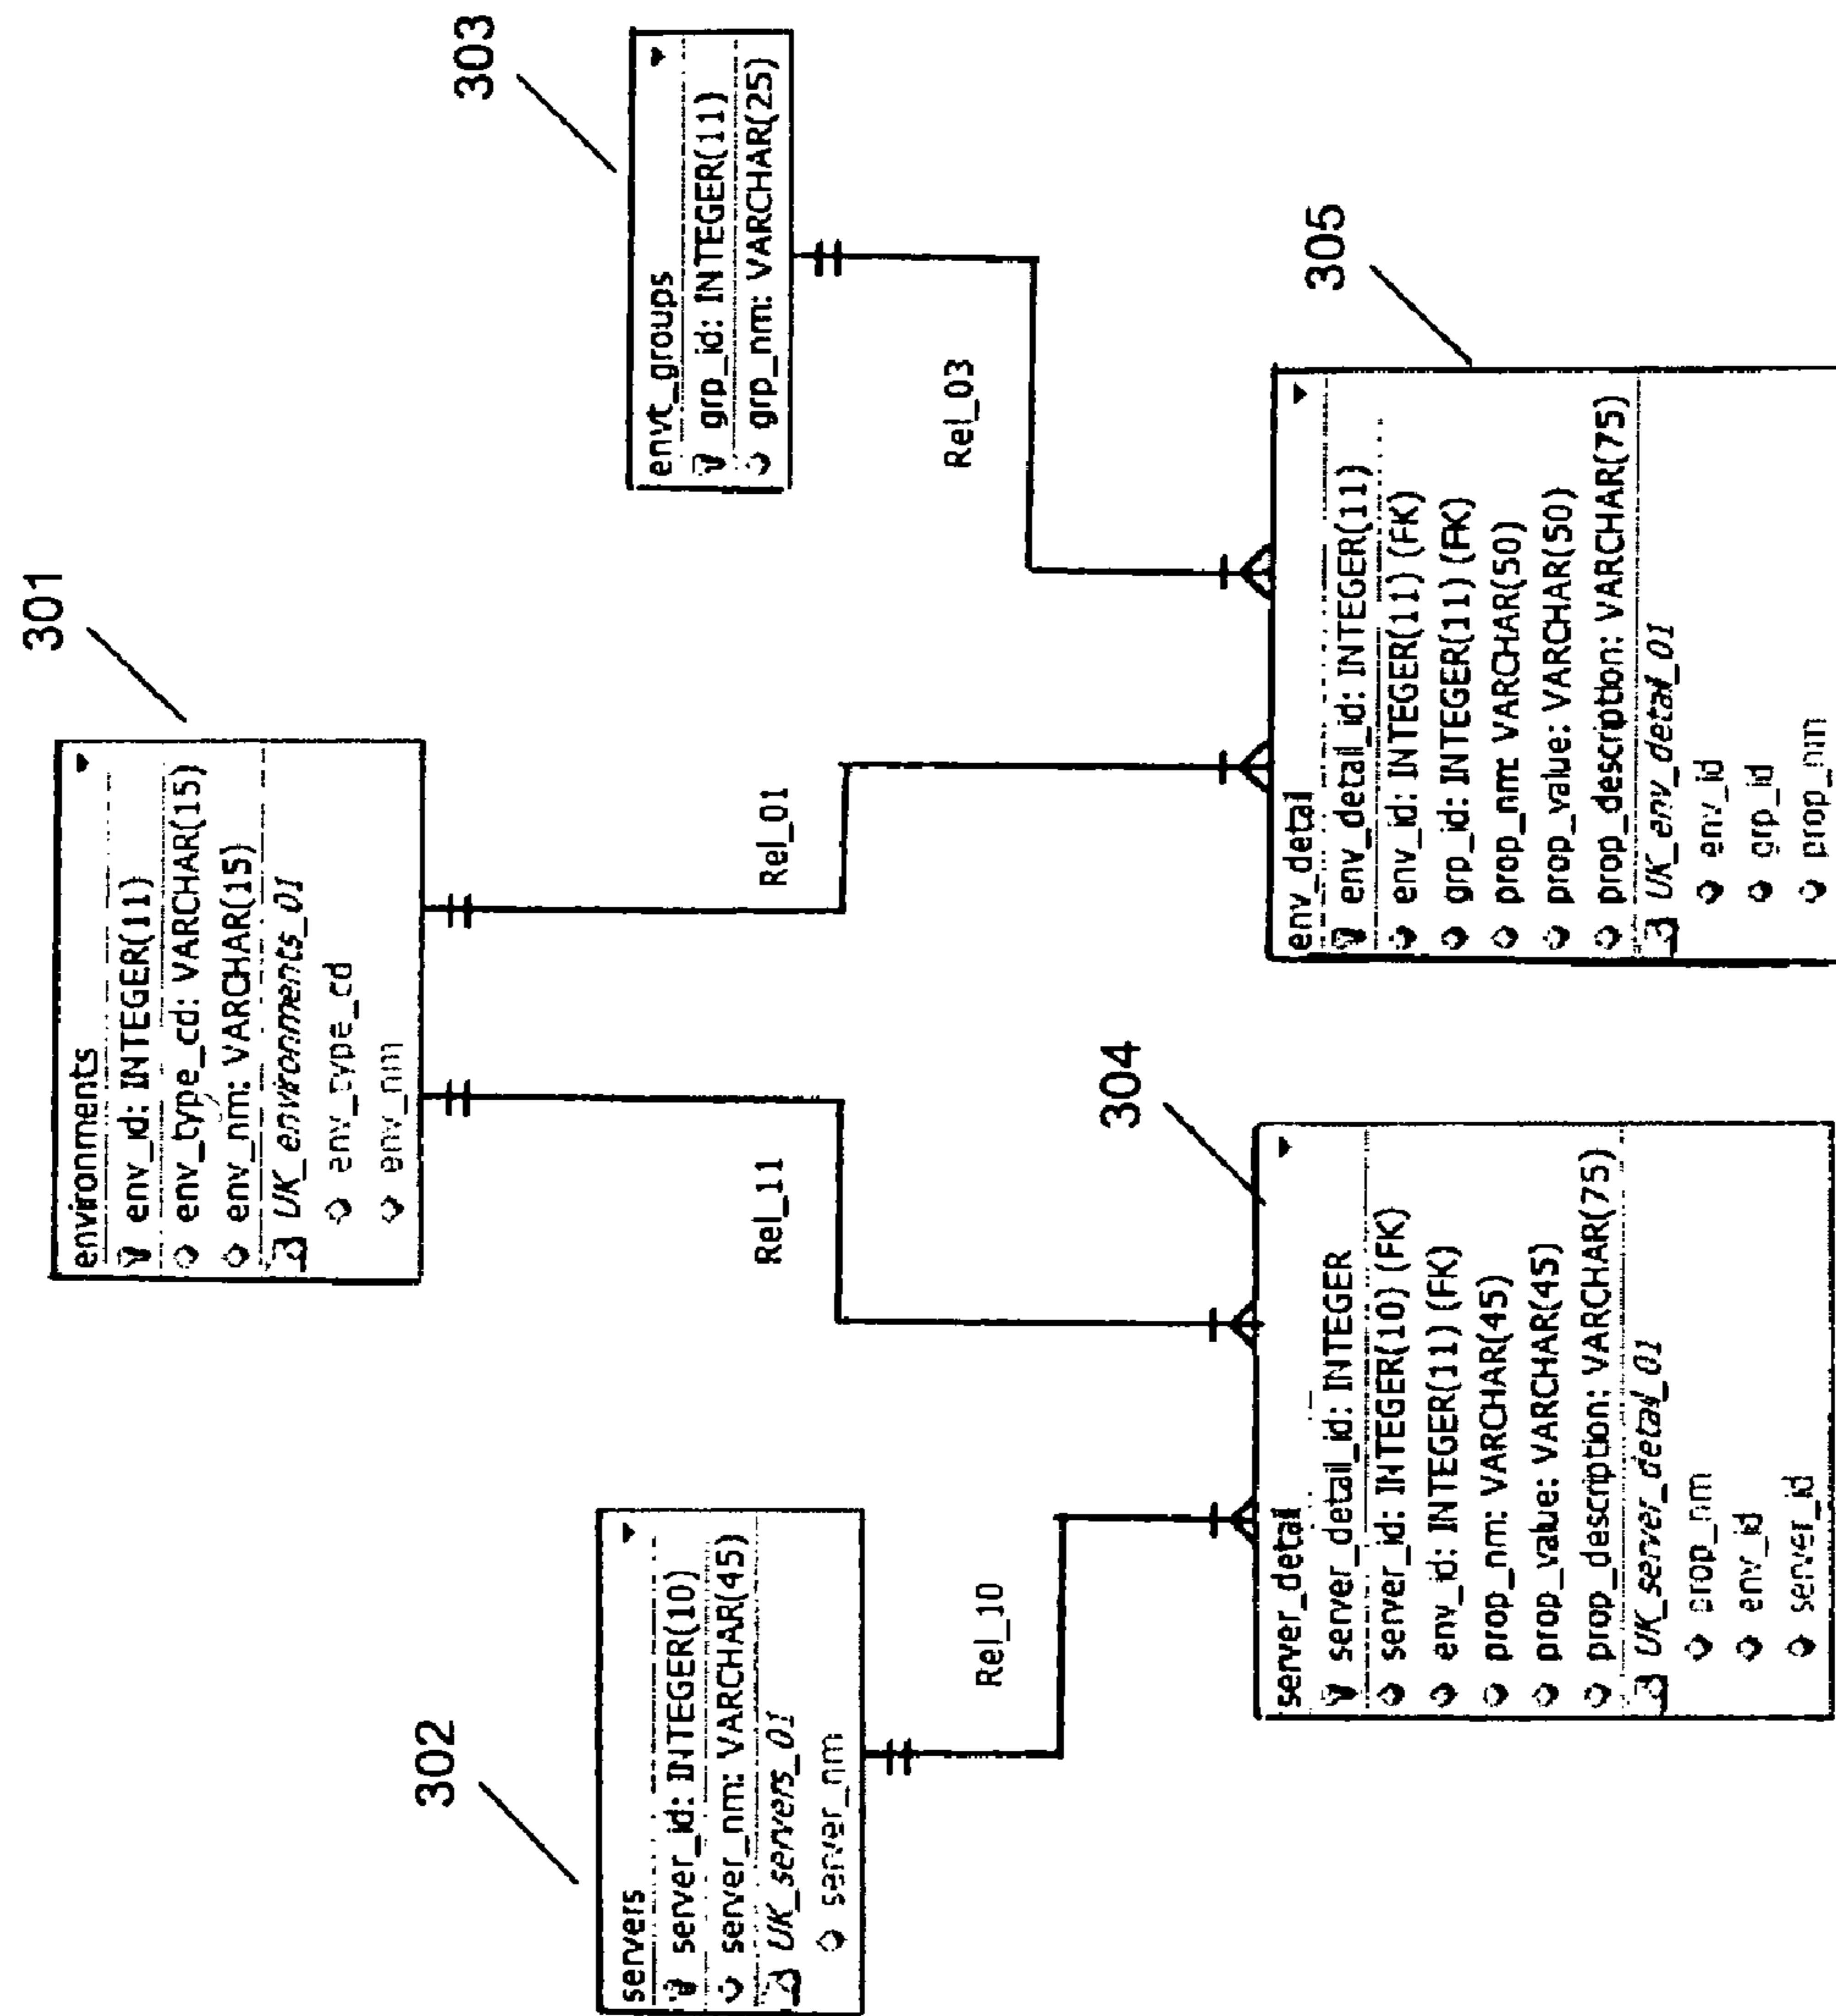 301
environments
env_id: INTEGER(11)
env_type_cd: VARCHAR(15)
env_nm: VARCHAR(15)
UK_environments_01
env_type_cd
env_nm
302
servers
server_id: INTEGER(10)
server_nm: VARCHAR(45)
UK_servers_01
server_nm
303
envt_groups
grp_id: INTEGER(11)
grp_nm: VARCHAR(25)
Rel_10
Rel_11
Rel_01
Rel_03
304
server_detail
server_detail_id: INTEGER
server_id: INTEGER(10) (FK)
env_id: INTEGER(11) (FK)
prop_nm: VARCHAR(45)
prop_value: VARCHAR(45)
prop_description: VARCHAR(75)
UK_server_detail_01
prop_nm
env_id
server_id
305
env_detail
env_detail_id: INTEGER(11)
env_id: INTEGER(11) (FK)
grp_id: INTEGER(11) (FK)
prop_nm: VARCHAR(50)
prop_value: VARCHAR(50)
prop_description: VARCHAR(75)
UK_env_detail_01
env_id
grp_id
prop_nm